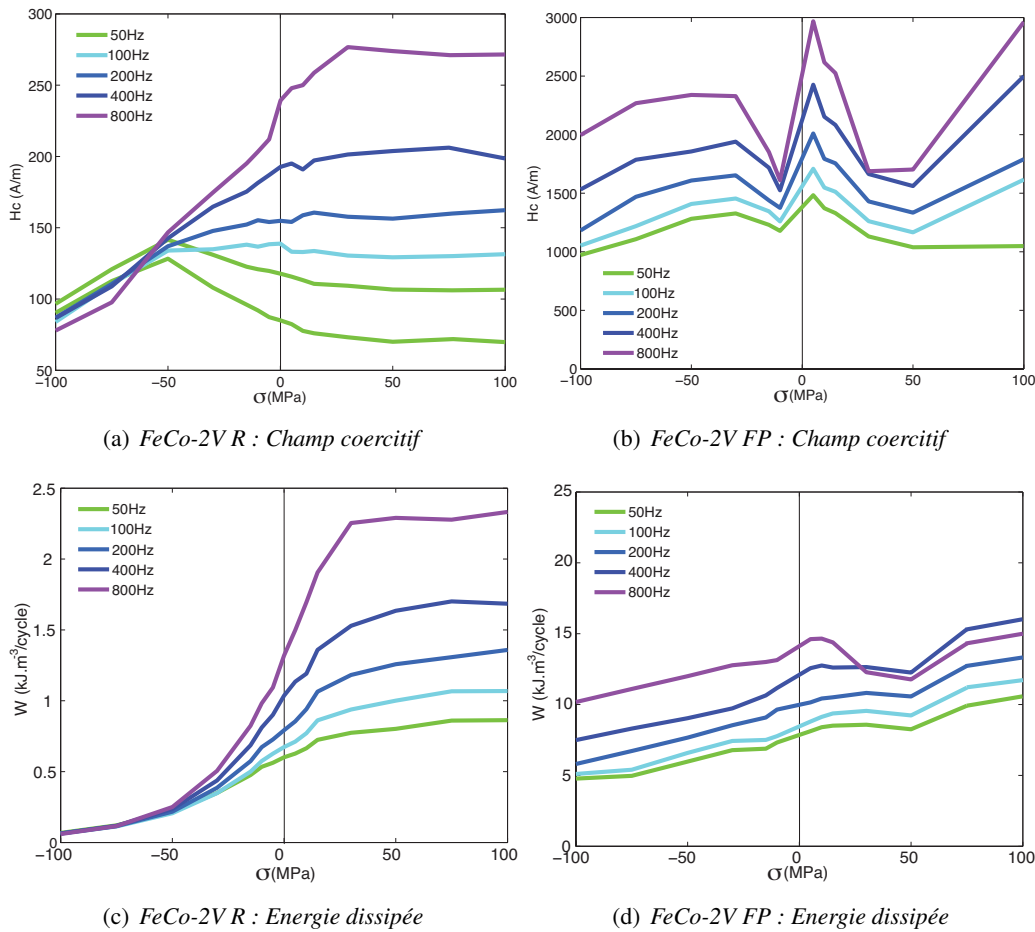 300
250
200
150
100
50
Hc (A/m)
50Hz
100Hz
200Hz
400Hz
800Hz
−100
−50
0
50
100
σ(MPa)
(a) FeCo-2V R : Champ coercitif
3000
2500
2000
1500
1000
500
0
Hc (A/m)
50Hz
100Hz
200Hz
400Hz
800Hz
−100
−50
0
50
100
σ(MPa)
(b) FeCo-2V FP : Champ coercitif
2.5
2
1.5
1
0.5
0
W (kJ.m³/cycle)
50Hz
100Hz
200Hz
400Hz
800Hz
−100
−50
0
50
100
σ(MPa)
(c) FeCo-2V R : Energie dissipée
25
20
15
10
5
0
W (kJ.m³/cycle)
50Hz
100Hz
200Hz
400Hz
800Hz
−100
−50
0
50
100
σ(MPa)
(d) FeCo-2V FP : Energie dissipée